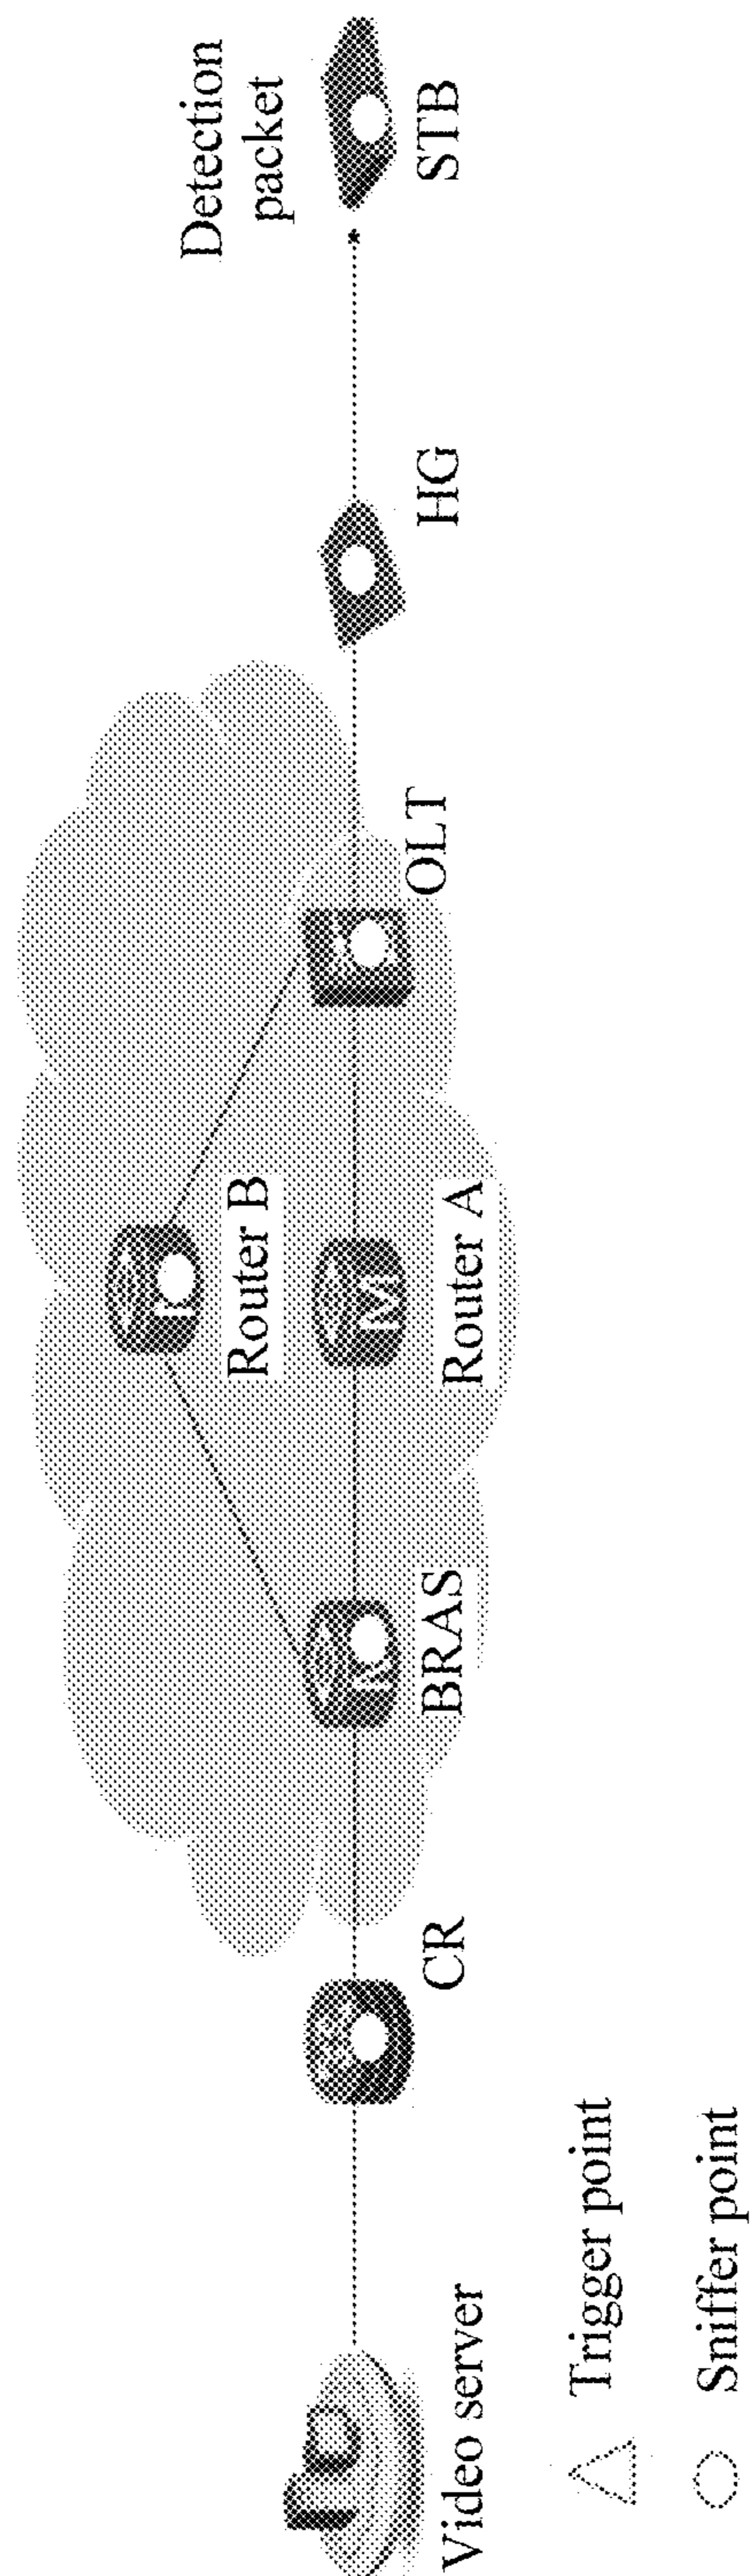 Detection
packet
Video server
CR
BRAS
Router B
Router A
OLT
HG
STB
Trigger point
Sniffer point